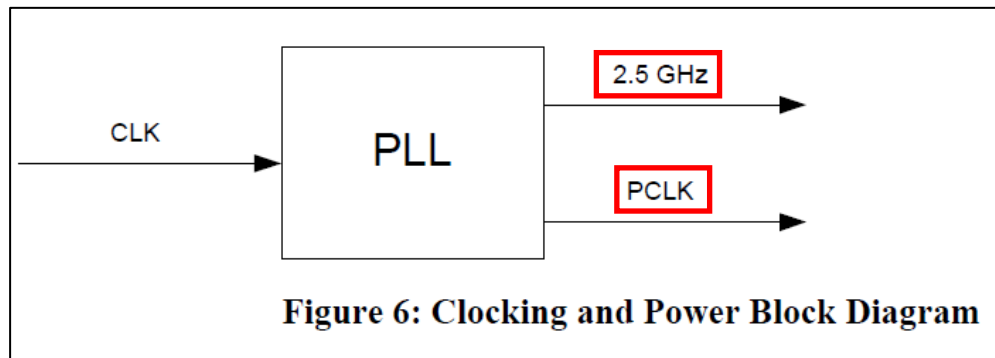 2.5 GHz
CLK
PLL
PCLK
Figure 6: Clocking and Power Block Diagram